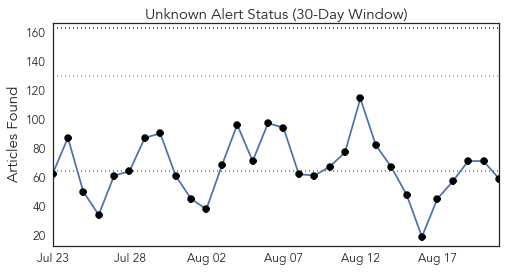 Unknown Alert Status (30-Day Window)
Articles Found
160
140
120
100
80
60
40
20
Jul 23
Jul 28
Aug 02
Aug 07
Aug 12
Aug 17